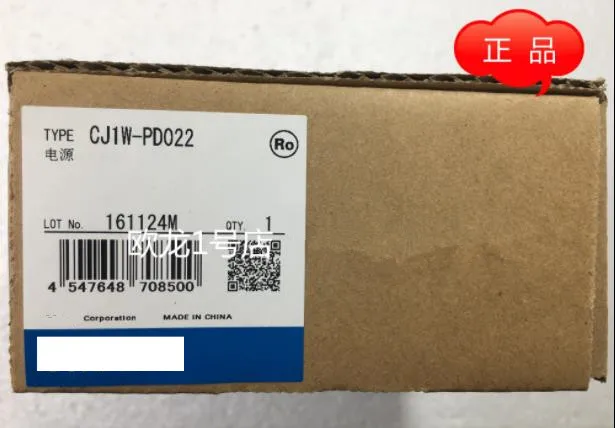 正 品
TYPE CJ1W-PD022
电源
Ro
LOT No. 161124M QTY. 1
欧龙1号店
4 547648 708500
Corporation MADE IN CHINA